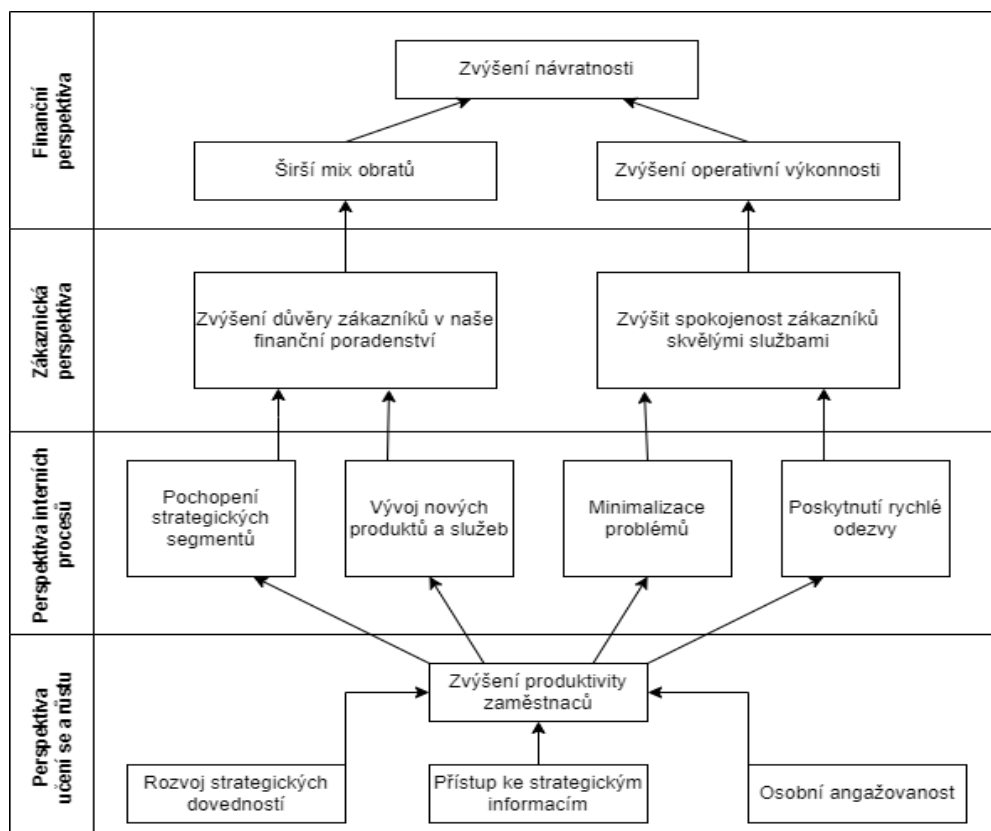 Finanční
perspektiva
Zvýšení návratnosti
Širší mix obratů
Zvýšení operativní výkonnosti
Zákaznická
perspektiva
Zvýšení důvěry zákazníků v naše
finanční poradenství
Zvýšit spokojenost zákazníků
skvělými službami
Perspektiva interních
procesů
Pochopení
strategických
segmentů
Vývoj nových
produktů a služeb
Minimalizace
problémů
Poskytnutí rychlé
odezvy
Perspektiva
učení se a růstu
Zvýšení produktivity
zaměstnaců
Rozvoj strategických
dovedností
Přístup ke strategickým
informacím
Osobní angažovanost